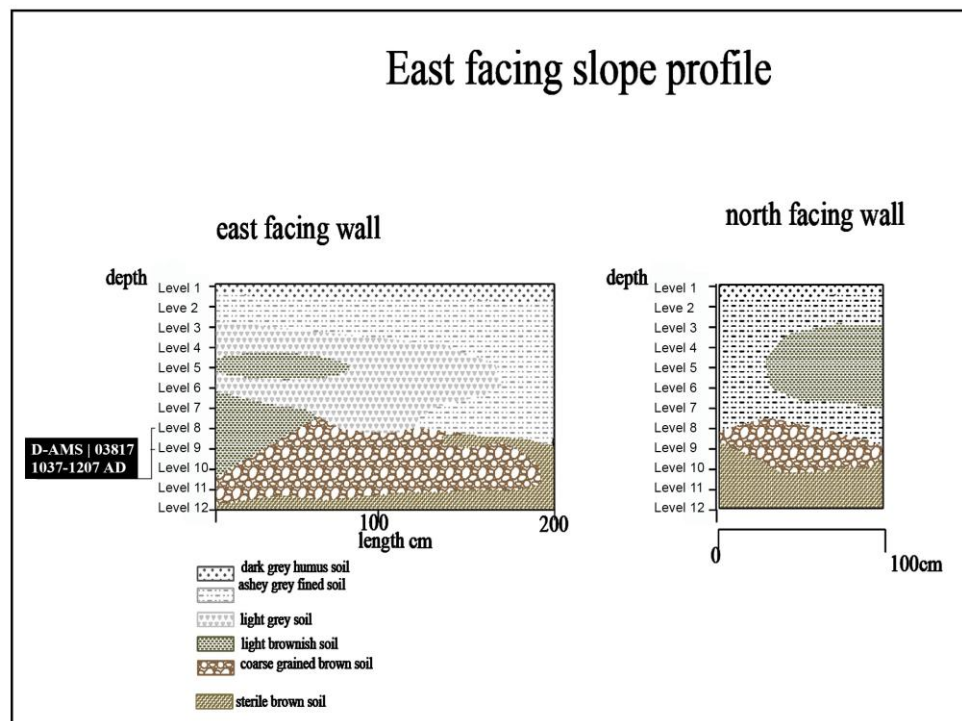 East facing slope profile
east facing wall
north facing wall
depth
Level 1
Level 2
Level 3
Level 4
Level 5
Level 6
Level 7
Level 8
Level 9
Level 10
Level 11
Level 12
D-AMS | 03817
1037-1207 AD
100
200
length cm
depth
Level 1
Level 2
Level 3
Level 4
Level 5
Level 6
Level 7
Level 8
Level 9
Level 10
Level 11
Level 12
0
100cm
dark grey humus soil
ashey grey fined soil
light grey soil
light brownish soil
coarse grained brown soil
sterile brown soil